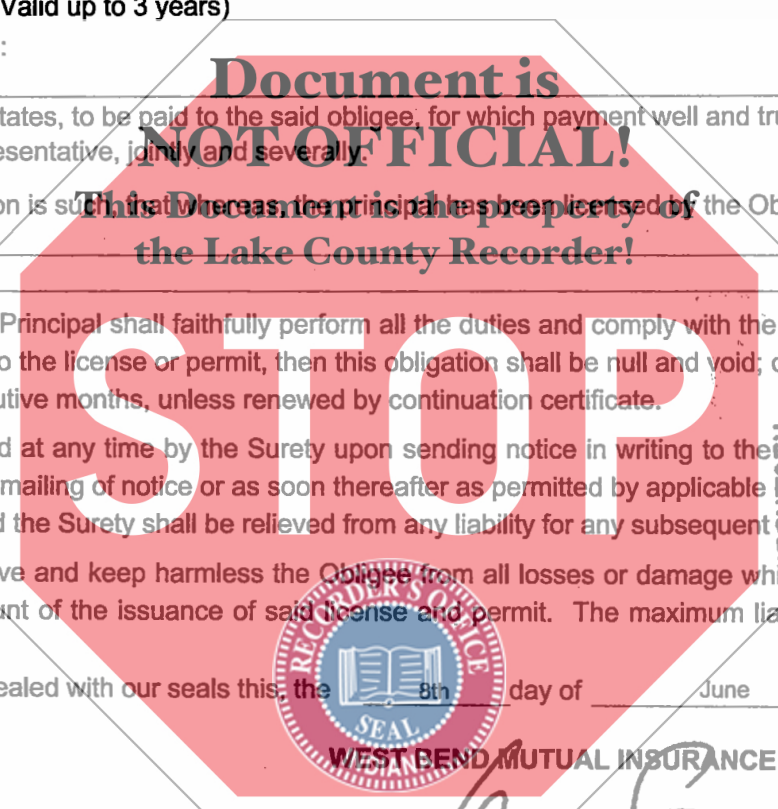 Valid up to 3 years)
:
Document is
tates, to be paid to the said obligee, for which payment well and tru
NOT OFFICIAL!
esentative, jointly and severally.
on is such, that whereas, the principal has been licensed by the Ob
This Document is the property of
the Lake County Recorder!
Principal shall faithfully perform all the duties and comply with the
o the license or permit, then this obligation shall be null and void; o
utive months, unless renewed by continuation certificate.
STOP
d at any time by the Surety upon sending notice in writing to the
mailing of notice or as soon thereafter as permitted by applicable
d the Surety shall be relieved from any liability for any subsequent
ve and keep harmless the Obligee from all losses or damage whi
unt of the issuance of said license and permit. The maximum lia
RECORDER'S OFFICE
ealed with our seals this, the 8th day of June
SEAL
INDIANA
WEST BEND MUTUAL INSURANCE